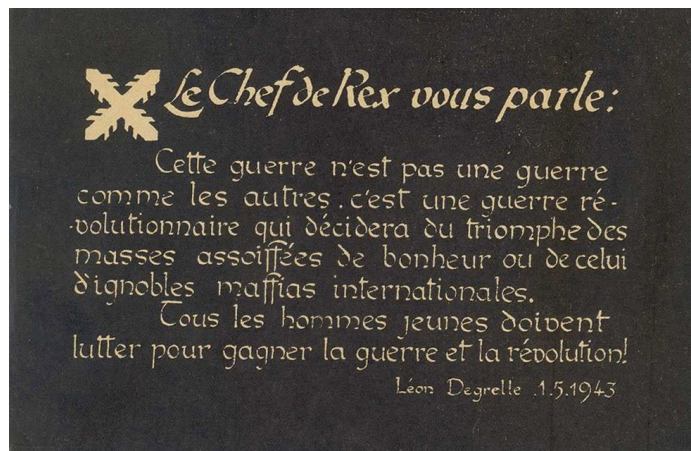 Le Chef de Rex vous parle:
Cette guerre n'est pas une guerre
comme les autres. c'est une guerre ré-
-volutionnaire qui décidera du triomphe des
masses assoiffées de bonheur ou de celui
d'ignobles maffias internationales.
Tous les hommes jeunes doivent
lutter pour gagner la guerre et la révolution!
Léon Degrelle .1.5.1943